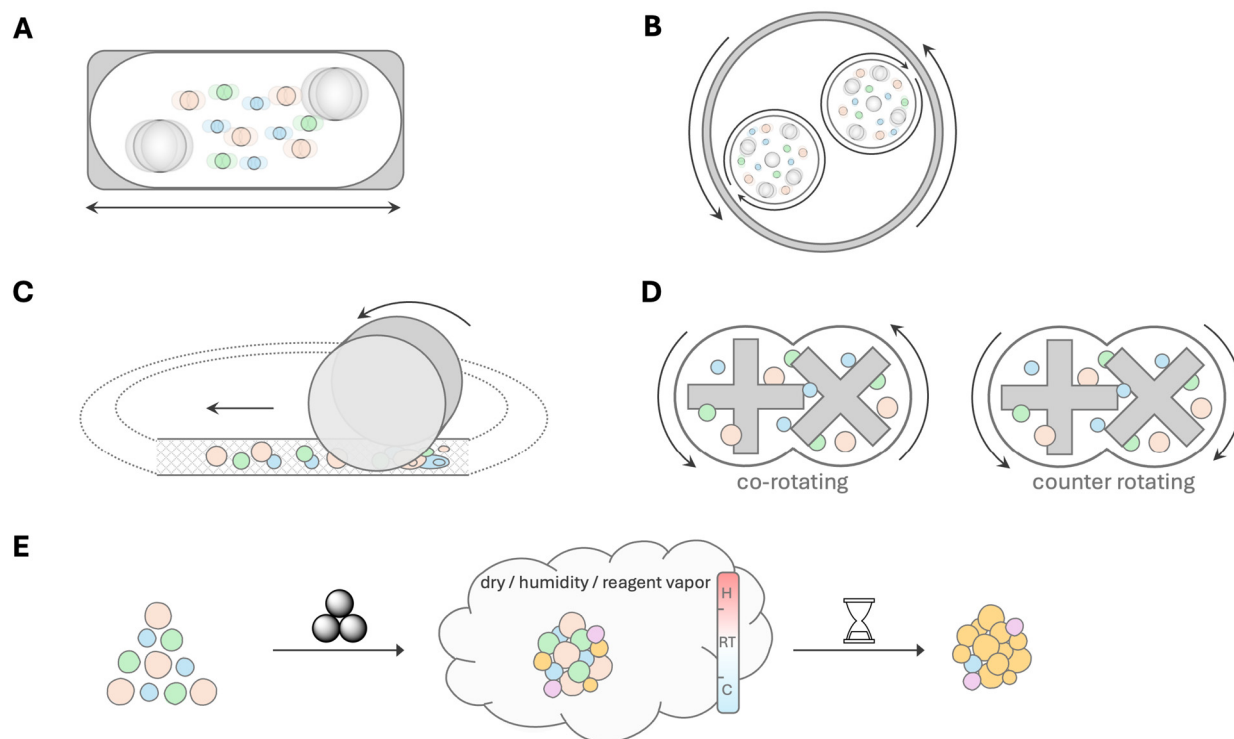 A
B
C
D
co-rotating
counter rotating
E
dry / humidity / reagent vapor
H
RT
C